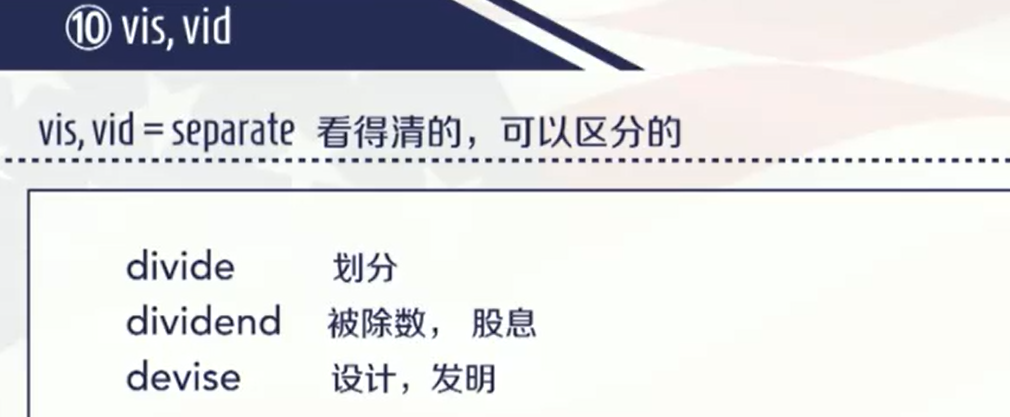 ⑩ vis, vid
vis, vid = separate 看得清的，可以区分的
divide 划分
dividend 被除数， 股息
devise 设计，发明